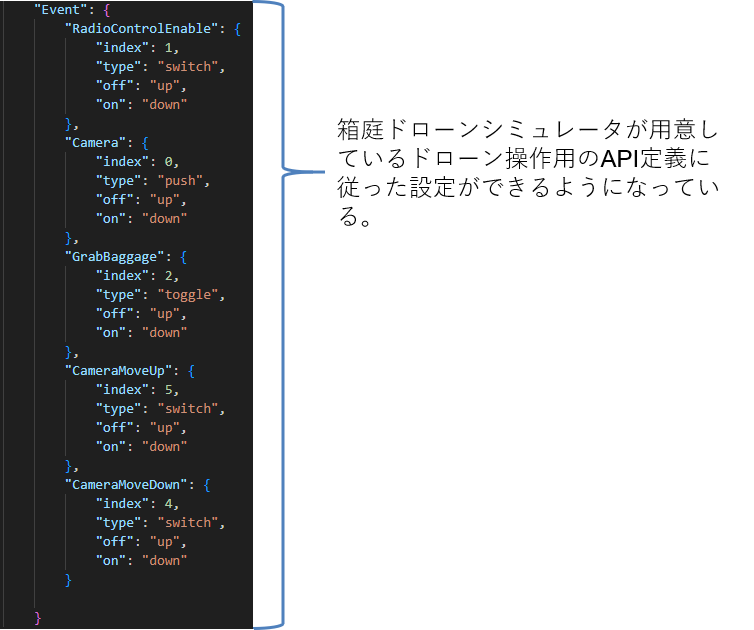 "Event": {
"RadioControlEnable": {
"index": 1,
"type": "switch",
"off": "up",
"on": "down"
},
"Camera": {
"index": 0,
"type": "push",
"off": "up",
"on": "down"
},
"GrabBaggage": {
"index": 2,
"type": "toggle",
"off": "up",
"on": "down"
},
"CameraMoveUp": {
"index": 5,
"type": "switch",
"off": "up",
"on": "down"
},
"CameraMoveDown": {
"index": 4,
"type": "switch",
"off": "up",
"on": "down"
}
}
箱庭ドローンシミュレータが用意し
ているドローン操作用のAPI定義に
従った設定ができるようになってい
る。